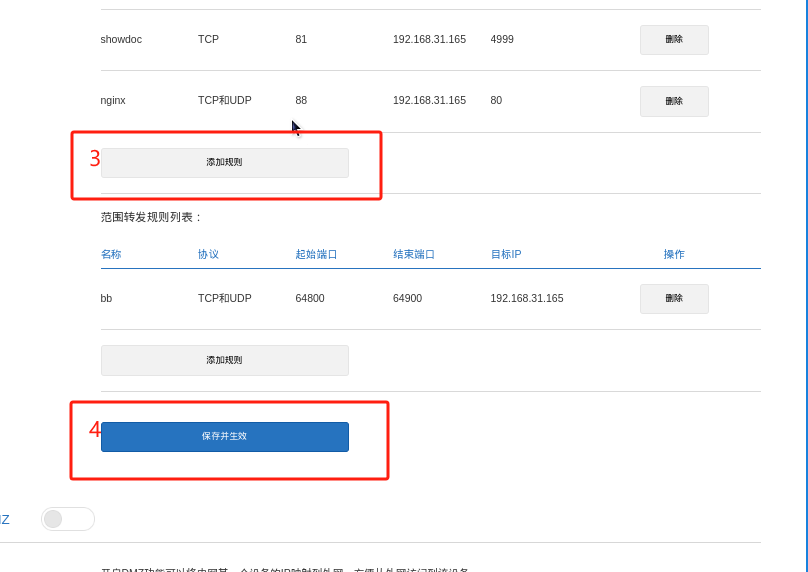 showdoc TCP 81 192.168.31.165 4999 删除
nginx TCP和UDP 88 192.168.31.165 80 删除
3 添加规则
范围转发规则列表：
名称 协议 起始端口 结束端口 目标IP 操作
bb TCP和UDP 64800 64900 192.168.31.165 删除
添加规则
4 保存并生效